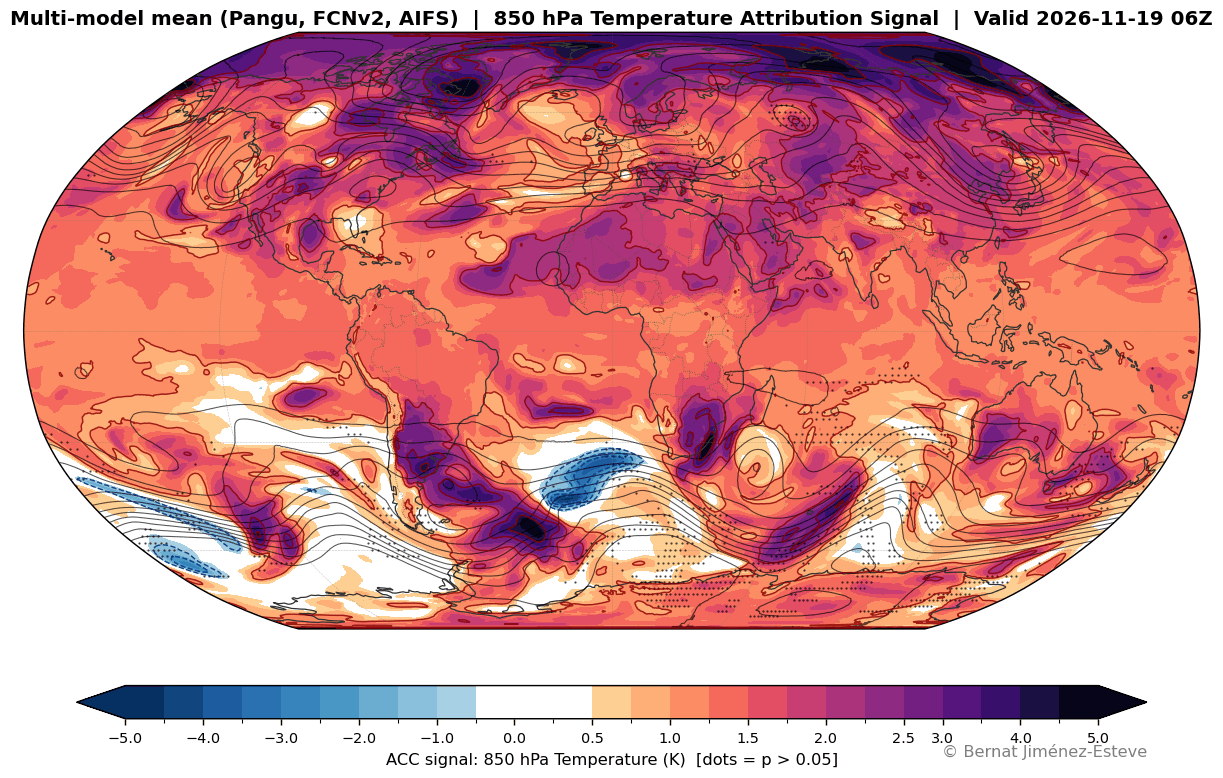 Multi-model mean (Pangu, FCNv2, AIFS) | 850 hPa Temperature Attribution Signal | Valid 2026-11-19 06Z
−5.0 −4.0 −3.0 −2.0 −1.0 0.0 0.5 1.0 1.5 2.0 2.5 3.0 4.0 5.0
© Bernat Jiménez-Esteve
ACC signal: 850 hPa Temperature (K) [dots = p > 0.05]